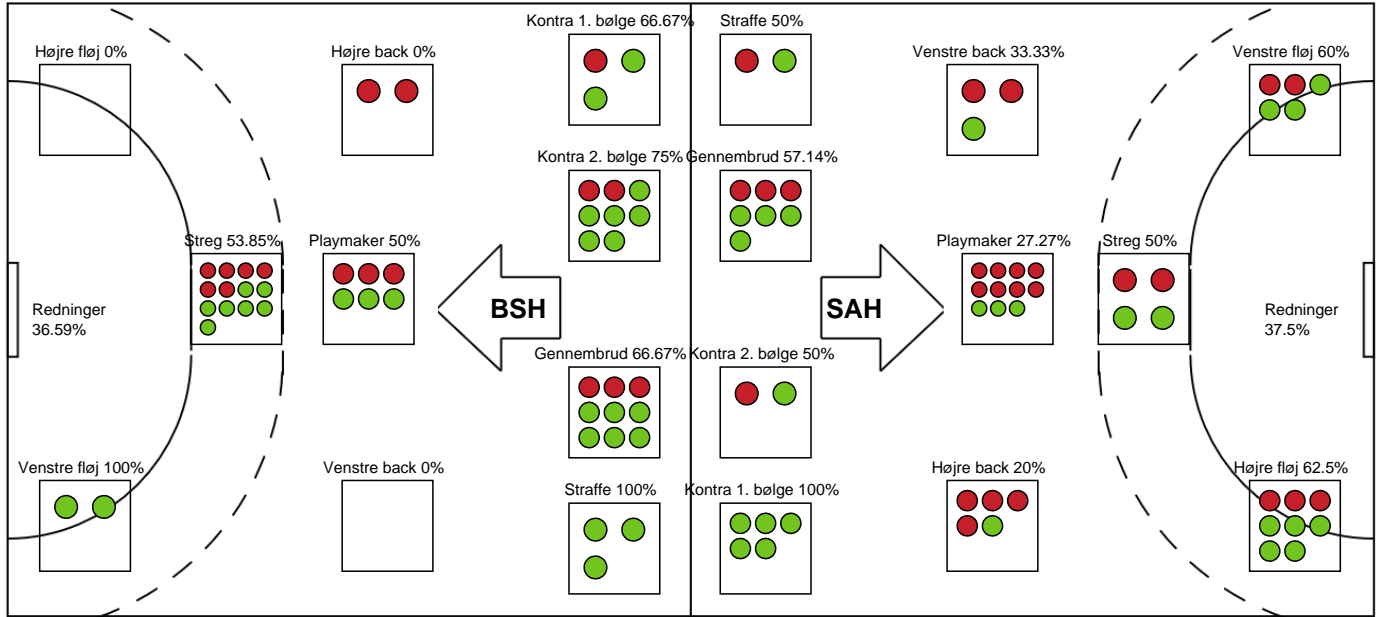 Kontra 1. bølge 66.67%
Straffe 50%
Højre fløj 0%
Højre back 0%
Venstre back 33.33%
Venstre fløj 60%
Kontra 2. bølge 75%
Gennembrud 57.14%
Streg 53.85%
Playmaker 50%
Playmaker 27.27%
Streg 50%
Redninger
36.59%
BSH
SAH
Redninger
37.5%
Gennembrud 66.67%
Kontra 2. bølge 50%
Venstre fløj 100%
Venstre back 0%
Højre back 20%
Højre fløj 62.5%
Straffe 100%
Kontra 1. bølge 100%